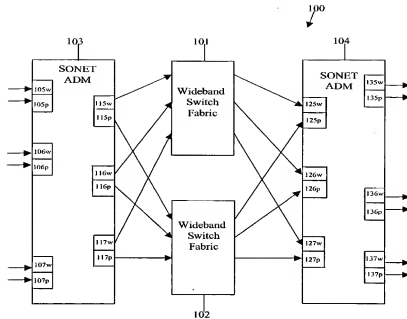 100
103
101
104
SONET
ADM
105w
105p
106w
106p
107w
107p
115w
115p
116w
116p
117w
117p
Wideband
Switch
Fabric
Wideband
Switch
Fabric
102
SONET
ADM
125w
125p
126w
126p
127w
127p
135w
135p
136w
136p
137w
137p